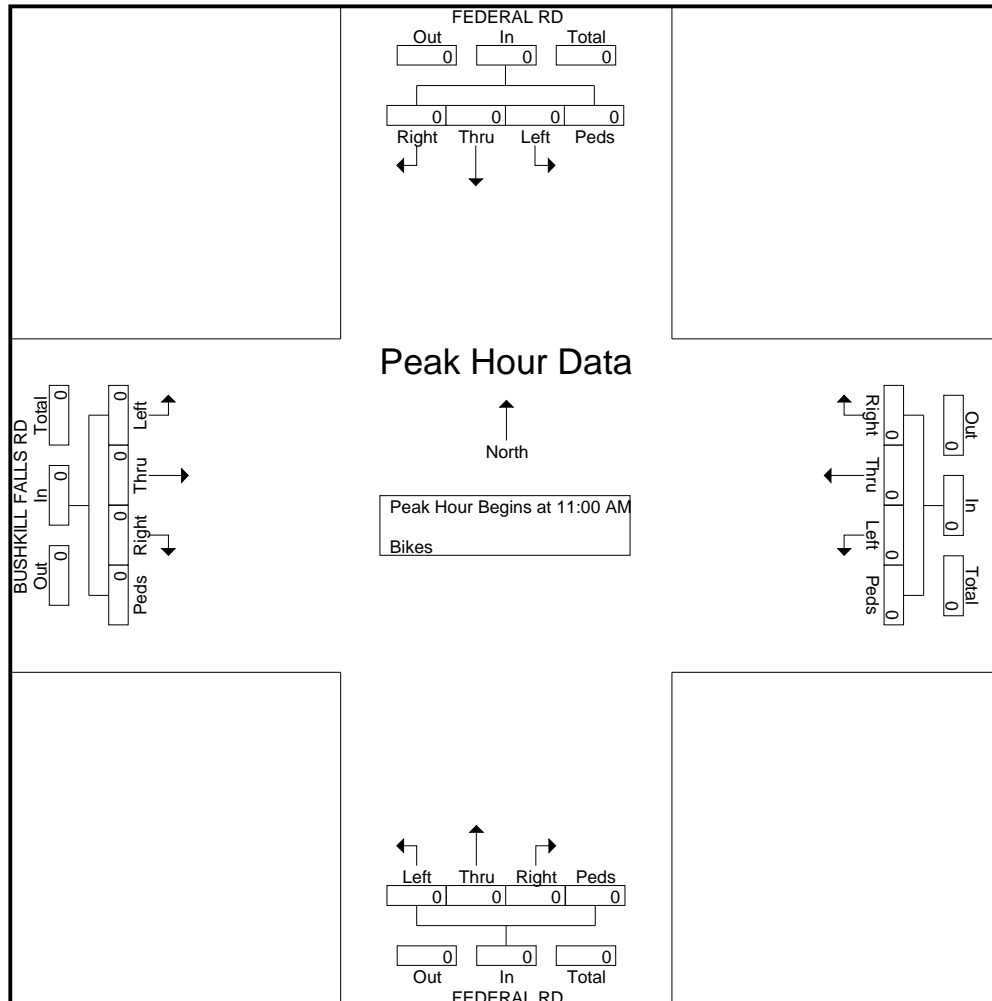 FEDERAL RD
Out In Total
0 0 0
0 0 0 0
Right Thru Left Peds
Peak Hour Data
North
Peak Hour Begins at 11:00 AM
Bikes
BUSHKILL FALLS RD
Out In Total
0 0 0
0 0 0 0
Peds Right Thru Left
Out In Total
0 0 0
0 0 0 0
Right Thru Left Peds
Left Thru Right Peds
0 0 0 0
0 0 0
Out In Total
FEDERAL RD